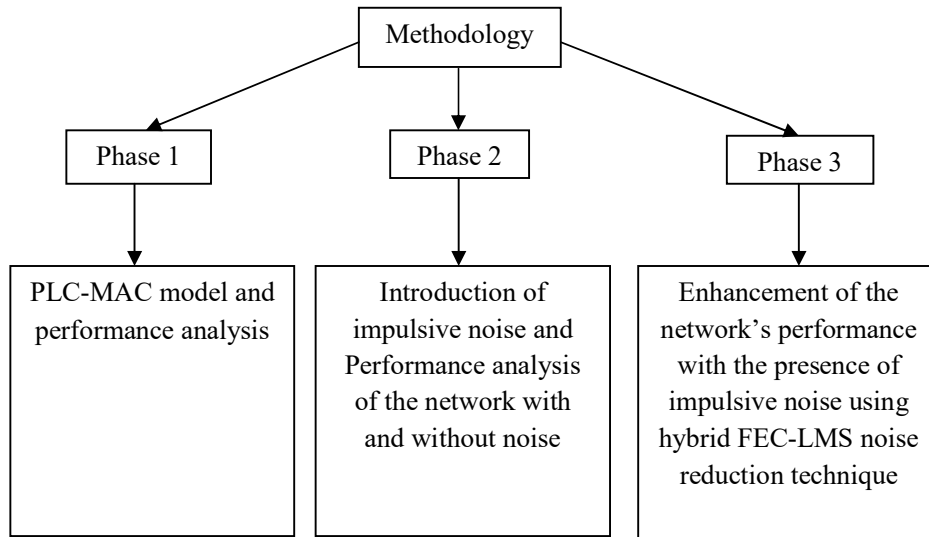 Methodology
Phase 1
Phase 2
Phase 3
PLC-MAC model and
performance analysis
Introduction of
impulsive noise and
Performance analysis
of the network with
and without noise
Enhancement of the
network’s performance
with the presence of
impulsive noise using
hybrid FEC-LMS noise
reduction technique